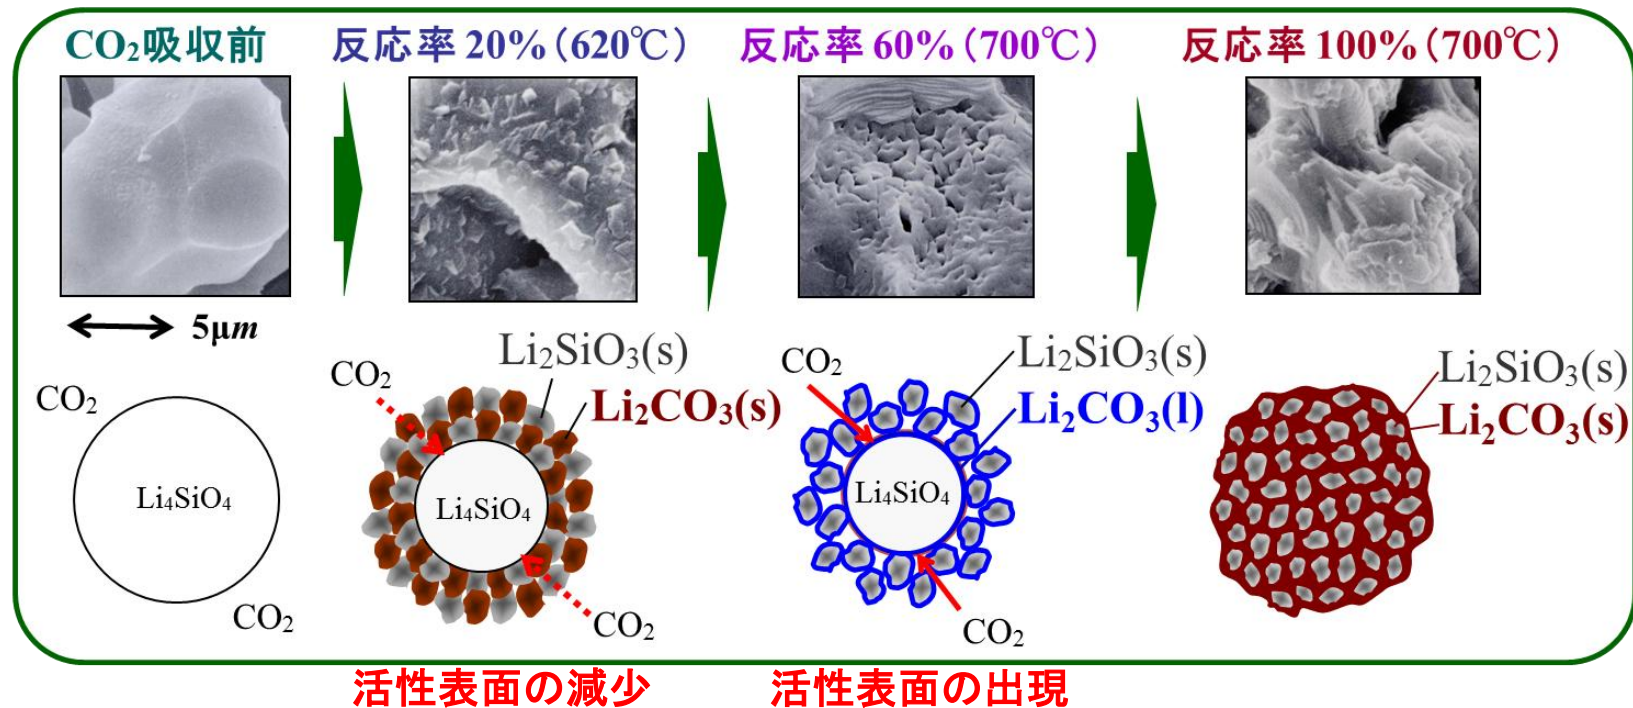 CO₂吸収前
反応率 20%(620℃)
反応率 60%(700℃)
反応率 100%(700℃)
5μm
CO₂
Li₄SiO₄
CO₂
CO₂
Li₂SiO₃(s)
Li₂CO₃(s)
Li₄SiO₄
CO₂
CO₂
Li₂SiO₃(s)
Li₂CO₃(l)
Li₄SiO₄
CO₂
Li₂SiO₃(s)
Li₂CO₃(s)
活性表面の減少
活性表面の出現